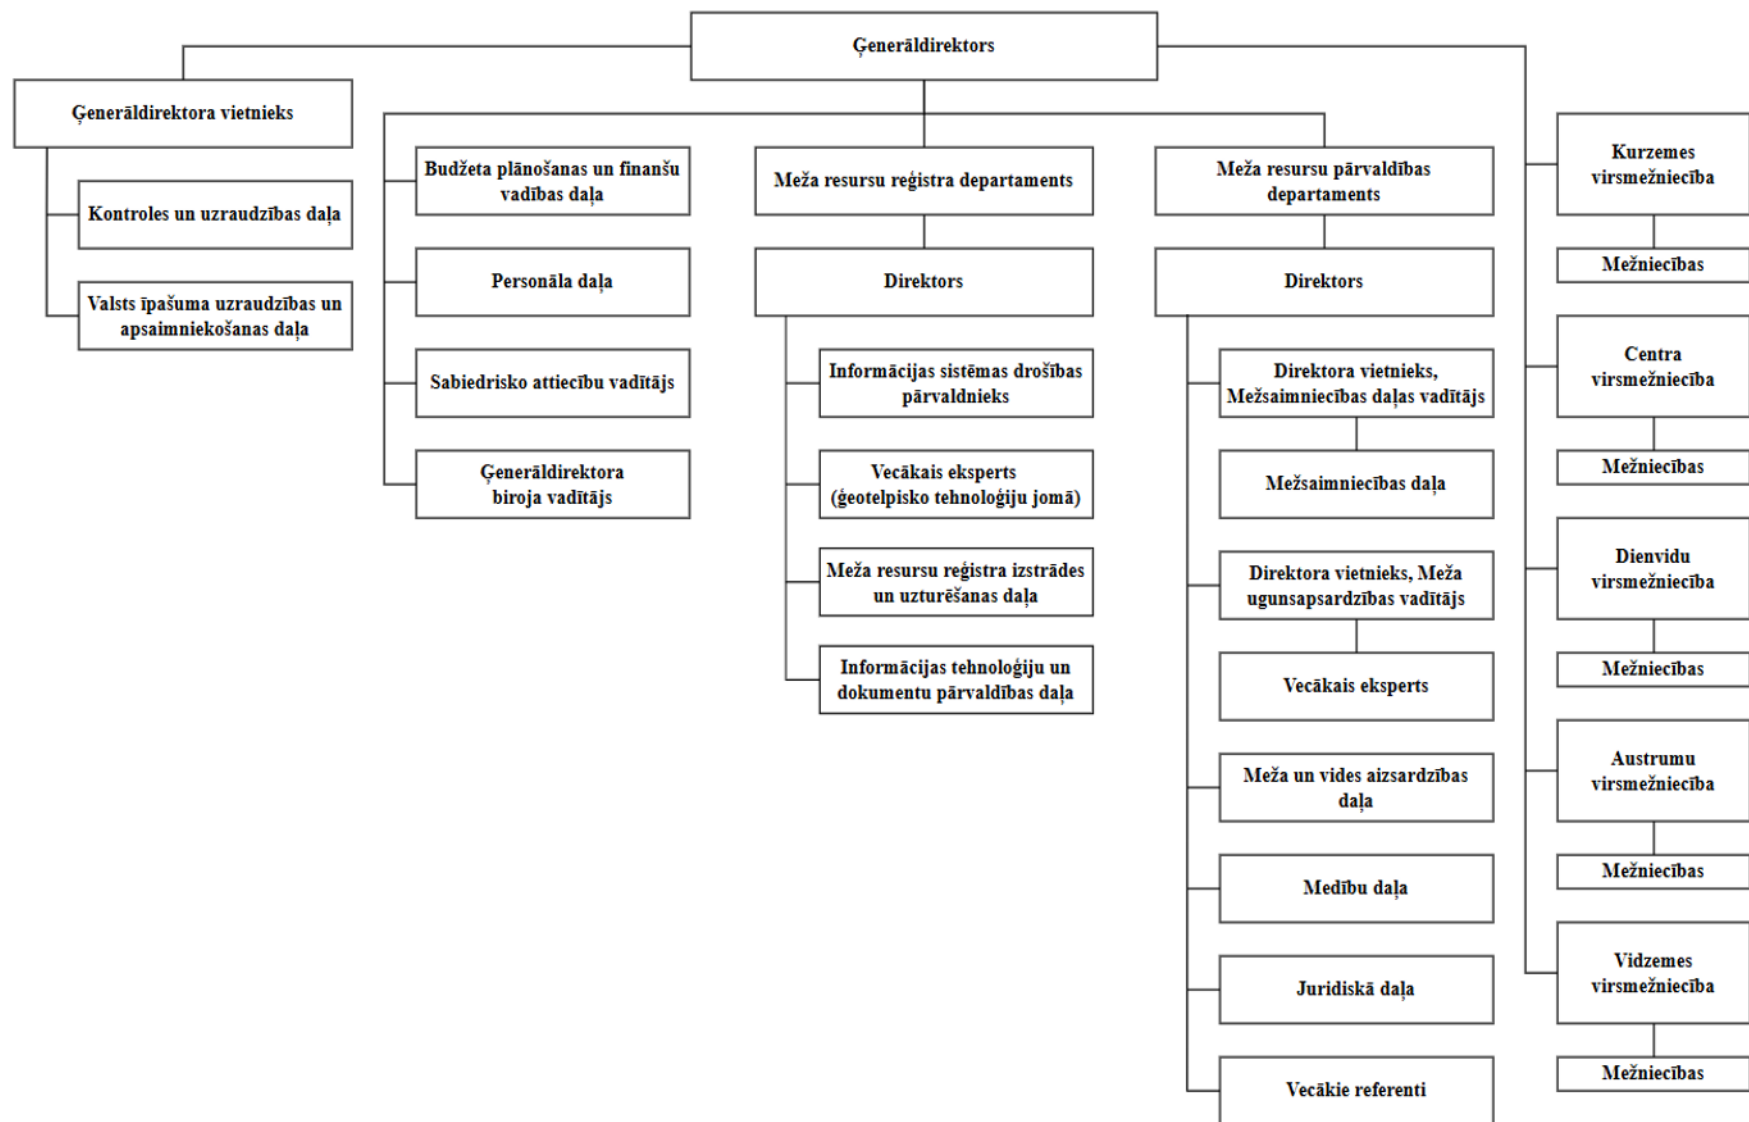 Ģenerāldirektors
Ģenerāldirektora vietnieks
Kontroles un uzraudzības daļa
Valsts īpašuma uzraudzības un
apsaimniekošanas daļa
Budžeta plānošanas un finanšu
vadības daļa
Personāla daļa
Sabiedrisko attiecību vadītājs
Ģenerāldirektora
biroja vadītājs
Meža resursu reģistra departaments
Direktors
Informācijas sistēmas drošības
pārvaldnieks
Vecākais eksperts
(ģeotelpisko tehnoloģiju jomā)
Meža resursu reģistra izstrādes
un uzturēšanas daļa
Informācijas tehnoloģiju un
dokumentu pārvaldības daļa
Meža resursu pārvaldības
departaments
Direktors
Direktora vietnieks,
Mežsaimniecības daļas vadītājs
Mežsaimniecības daļa
Direktora vietnieks, Meža
ugunsapsardzības vadītājs
Vecākais eksperts
Meža un vides aizsardzības
daļa
Medību daļa
Juridiskā daļa
Vecākie referenti
Kurzemes
virsmežniecība
Mežniecības
Centra
virsmežniecība
Mežniecības
Dienvidu
virsmežniecība
Mežniecības
Austrumu
virsmežniecība
Mežniecības
Vidzemes
virsmežniecība
Mežniecības